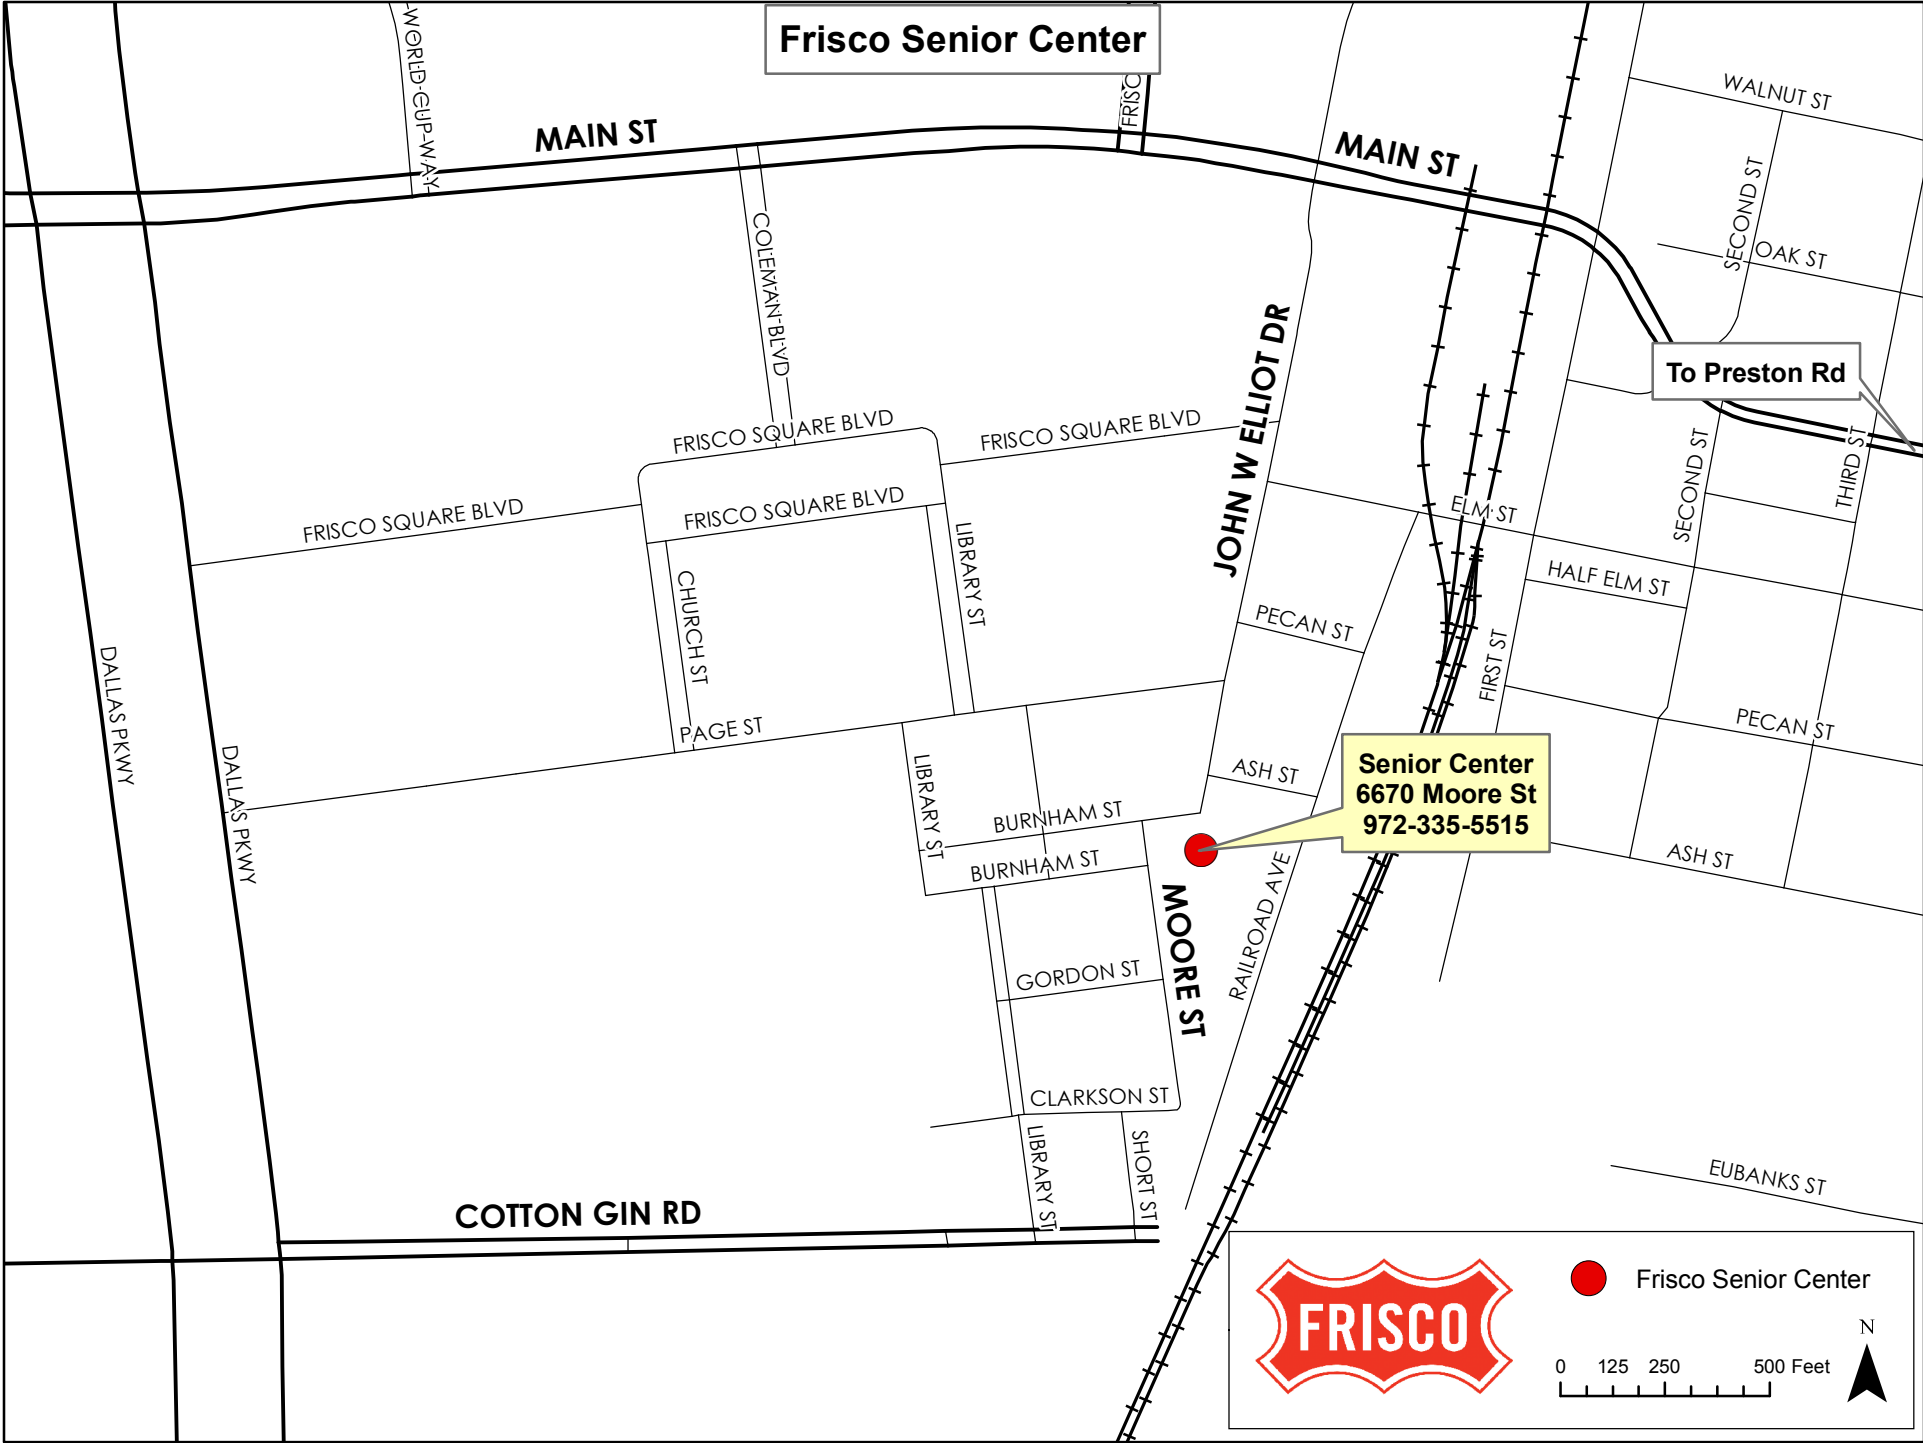 Frisco Senior Center
WORLD CUP WAY
FRISC
MAIN ST
MAIN ST
WALNUT ST
SECOND ST
OAK ST
COLEMAN BLVD
To Preston Rd
JOHN W ELLIOT DR
FRISCO SQUARE BLVD
FRISCO SQUARE BLVD
FRISCO SQUARE BLVD
FRISCO SQUARE BLVD
SECOND ST
THIRD ST
ELM ST
LIBRARY ST
CHURCH ST
HALF ELM ST
PECAN ST
FIRST ST
DALLAS PKWY
DALLAS PKWY
PAGE ST
PECAN ST
LIBRARY ST
ASH ST
Senior Center
6670 Moore St
972-335-5515
BURNHAM ST
BURNHAM ST
ASH ST
MOORE ST
RAILROAD AVE
GORDON ST
CLARKSON ST
LIBRARY ST
SHORT ST
EUBANKS ST
COTTON GIN RD
FRISCO
Frisco Senior Center
N
0 125 250 500 Feet